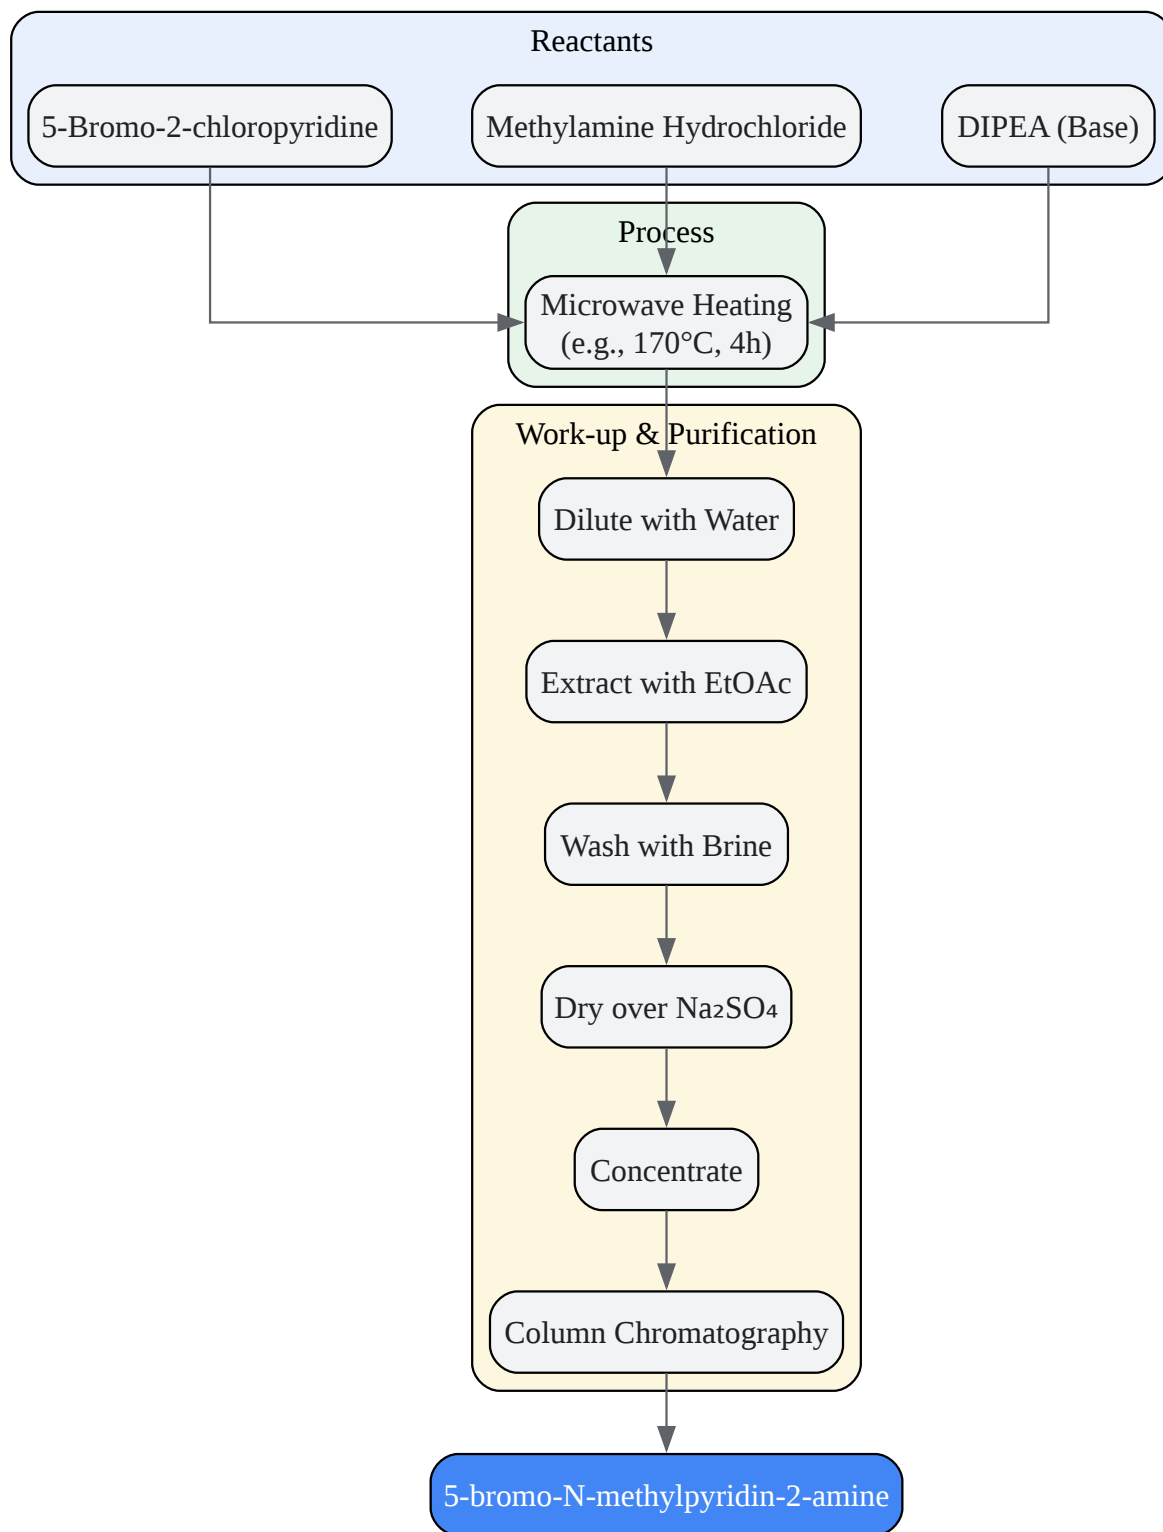 Reactants
5-Bromo-2-chloropyridine
Methylamine Hydrochloride
DIPEA (Base)
Process
Microwave Heating
(e.g., 170°C, 4h)
Work-up & Purification
Dilute with Water
Extract with EtOAc
Wash with Brine
Dry over Na₂SO₄
Concentrate
Column Chromatography
5-bromo-N-methylpyridin-2-amine